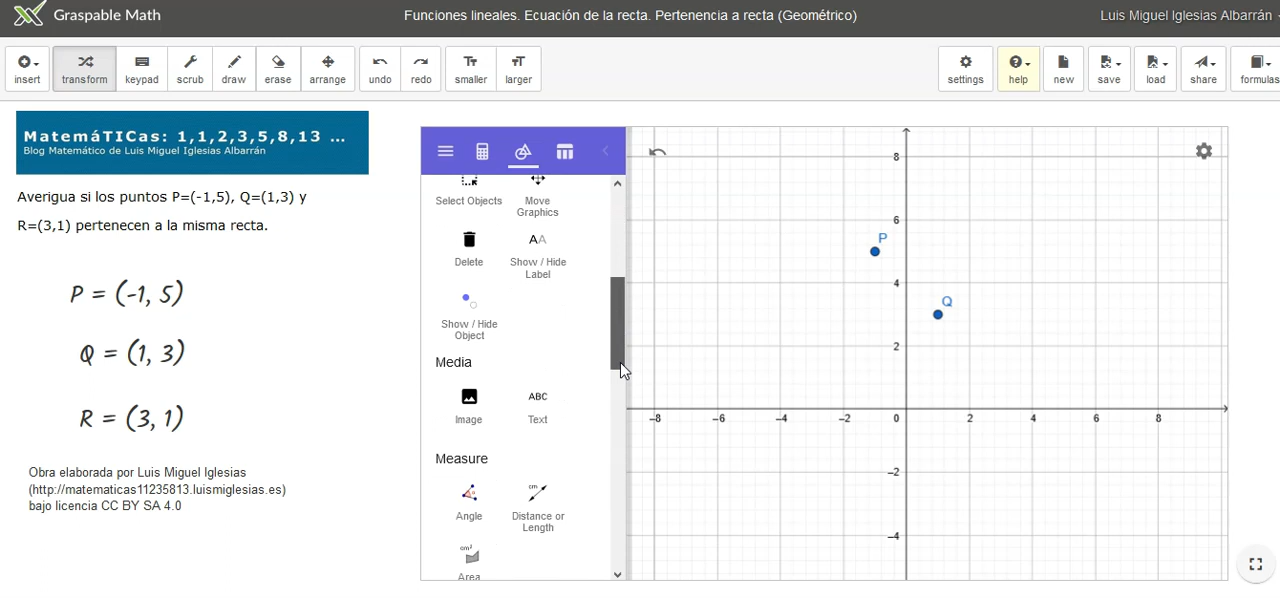 Graspable Math
Funciones lineales. Ecuación de la recta. Pertenencia a recta (Geométrico)
Luis Miguel Iglesias Albarrán
insert
transform
keypad
scrub
draw
erase
arrange
undo
redo
smaller
larger
settings
help
new
save
load
share
formulas
MatemáTICas: 1,1,2,3,5,8,13 ...
Blog Matemático de Luis Miguel Iglesias Albarrán
Averigua si los puntos P=(-1,5), Q=(1,3) y
R=(3,1) pertenecen a la misma recta.
P = (-1, 5)
Q = (1, 3)
R = (3, 1)
Obra elaborada por Luis Miguel Iglesias
(http://matematicas11235813.luismiglesias.es)
bajo licencia CC BY SA 4.0
Select Objects
Move
Graphics
Delete
AA
Show / Hide
Label
Show / Hide
Object
Media
Image
ABC
Text
Measure
Angle
cm
Distance or
Length
cm²
Area
P
Q
8
6
4
2
-8 -6 -4 -2 0 2 4 6 8
-2
-4